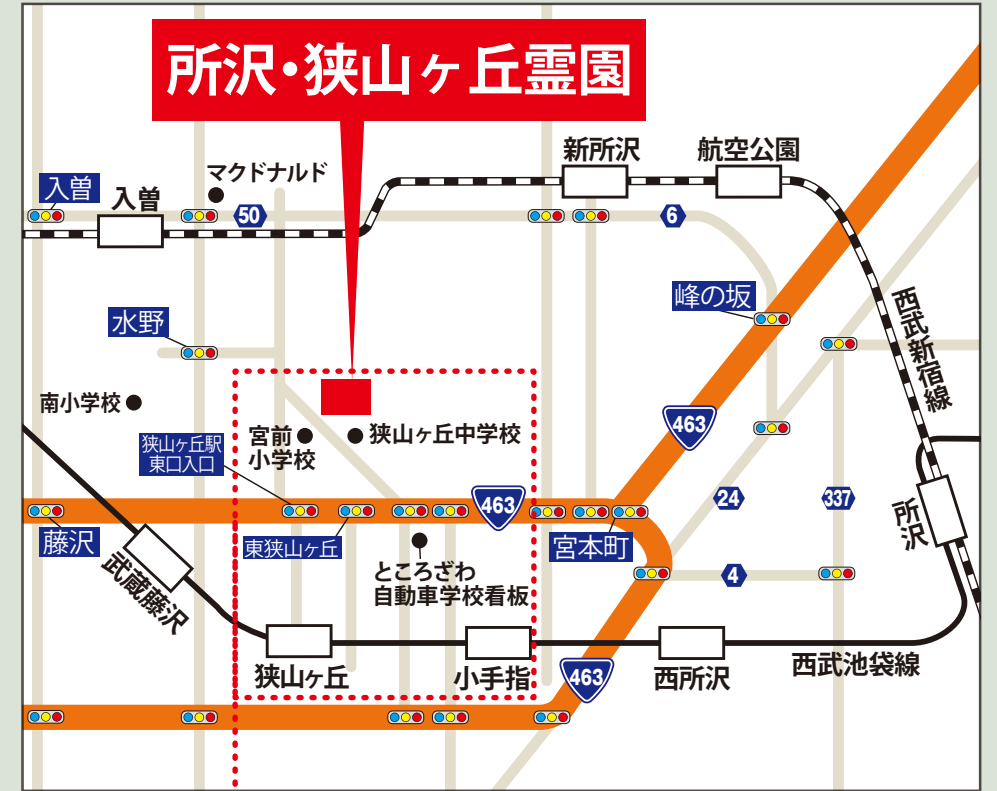 所沢・狭山ヶ丘霊園
新所沢
航空公園
マクドナルド
入曽
入曽
50
6
峰の坂
西武新宿線
水野
南小学校
宮前
小学校
狭山ヶ丘中学校
463
狭山ヶ丘駅
東口入口
24
337
463
所沢
藤沢
東狭山ヶ丘
宮本町
武蔵藤沢
ところざわ
自動車学校看板
4
狭山ヶ丘
小手指
463
西所沢
西武池袋線